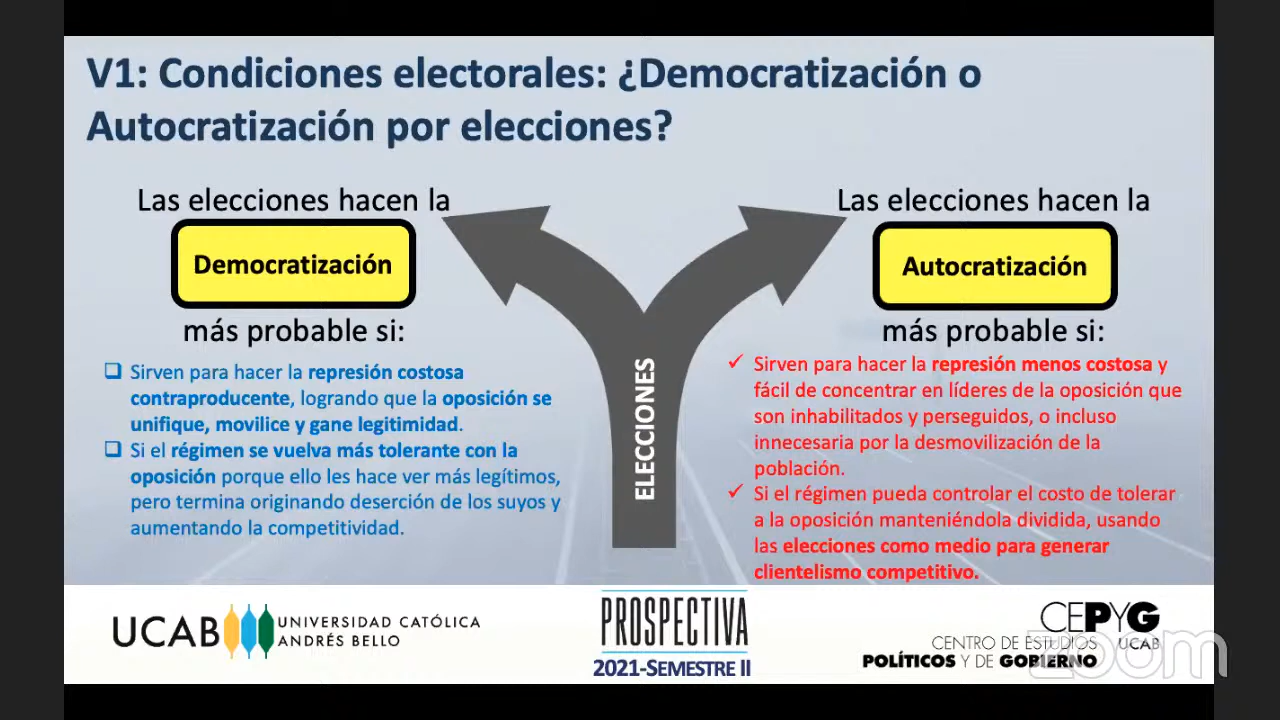 V1: Condiciones electorales: ¿Democratización o
Autocratización por elecciones?
Las elecciones hacen la
Democratización
más probable si:
❑ Sirven para hacer la represión costosa
contraproducente, logrando que la oposición se
unifique, movilice y gane legitimidad.
❑ Si el régimen se vuelva más tolerante con la
oposición porque ello les hace ver más legítimos,
pero termina originando deserción de los suyos y
aumentando la competitividad.
ELECCIONES
Las elecciones hacen la
Autocratización
más probable si:
✓ Sirven para hacer la represión menos costosa y
fácil de concentrar en líderes de la oposición que
son inhabilitados y perseguidos, o incluso
innecesaria por la desmovilización de la
población.
✓ Si el régimen pueda controlar el costo de tolerar
a la oposición manteniéndola dividida, usando
las elecciones como medio para generar
clientelismo competitivo.
UCAB UNIVERSIDAD CATÓLICA
ANDRÉS BELLO
PROSPECTIVA
2021-SEMESTRE II
CEPYG
UCAB
CENTRO DE ESTUDIOS
POLÍTICOS Y DE GOBIERNO
zoom